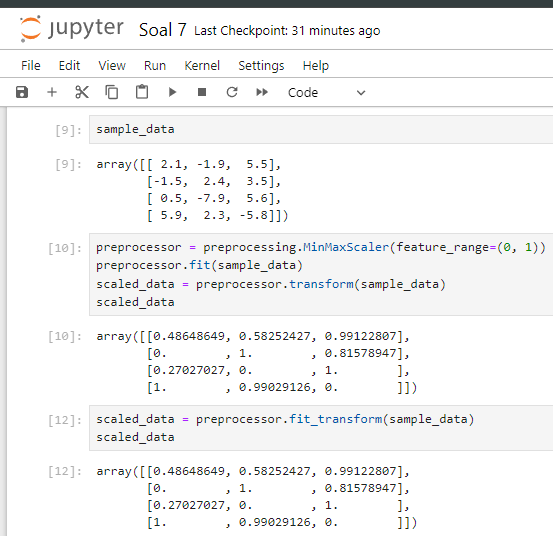 jupyter Soal 7 Last Checkpoint: 31 minutes ago
File Edit View Run Kernel Settings Help
Code
[9]: sample_data
[9]: array([[ 2.1, -1.9,  5.5],
       [-1.5,  2.4,  3.5],
       [ 0.5, -7.9,  5.6],
       [ 5.9,  2.3, -5.8]])
[10]: preprocessor = preprocessing.MinMaxScaler(feature_range=(0, 1))
preprocessor.fit(sample_data)
scaled_data = preprocessor.transform(sample_data)
scaled_data
[10]: array([[0.48648649, 0.58252427, 0.99122807],
       [0.        , 1.        , 0.81578947],
       [0.27027027, 0.        , 1.        ],
       [1.        , 0.99029126, 0.        ]])
[12]: scaled_data = preprocessor.fit_transform(sample_data)
scaled_data
[12]: array([[0.48648649, 0.58252427, 0.99122807],
       [0.        , 1.        , 0.81578947],
       [0.27027027, 0.        , 1.        ],
       [1.        , 0.99029126, 0.        ]])